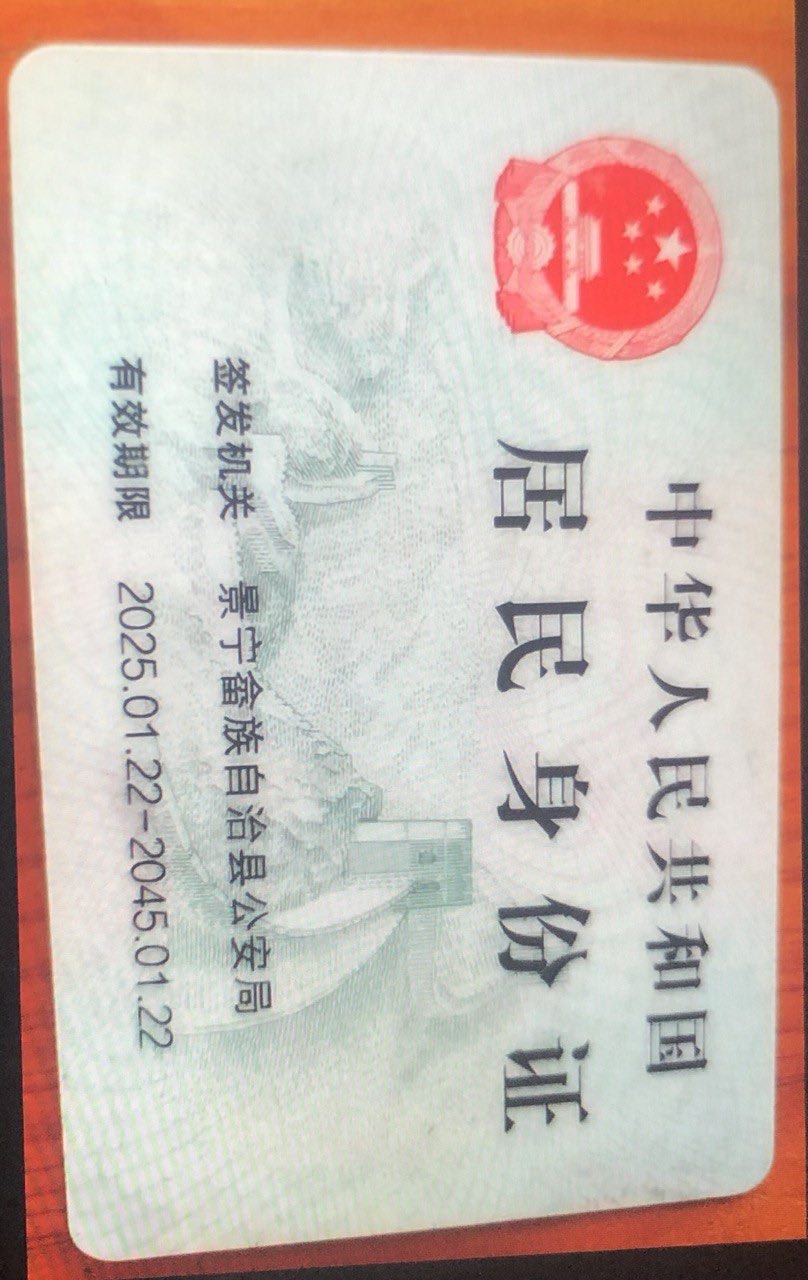 中华人民共和国
居民身份证
签发机关 景宁畲族自治县公安局
有效期限 2025.01.22-2045.01.22